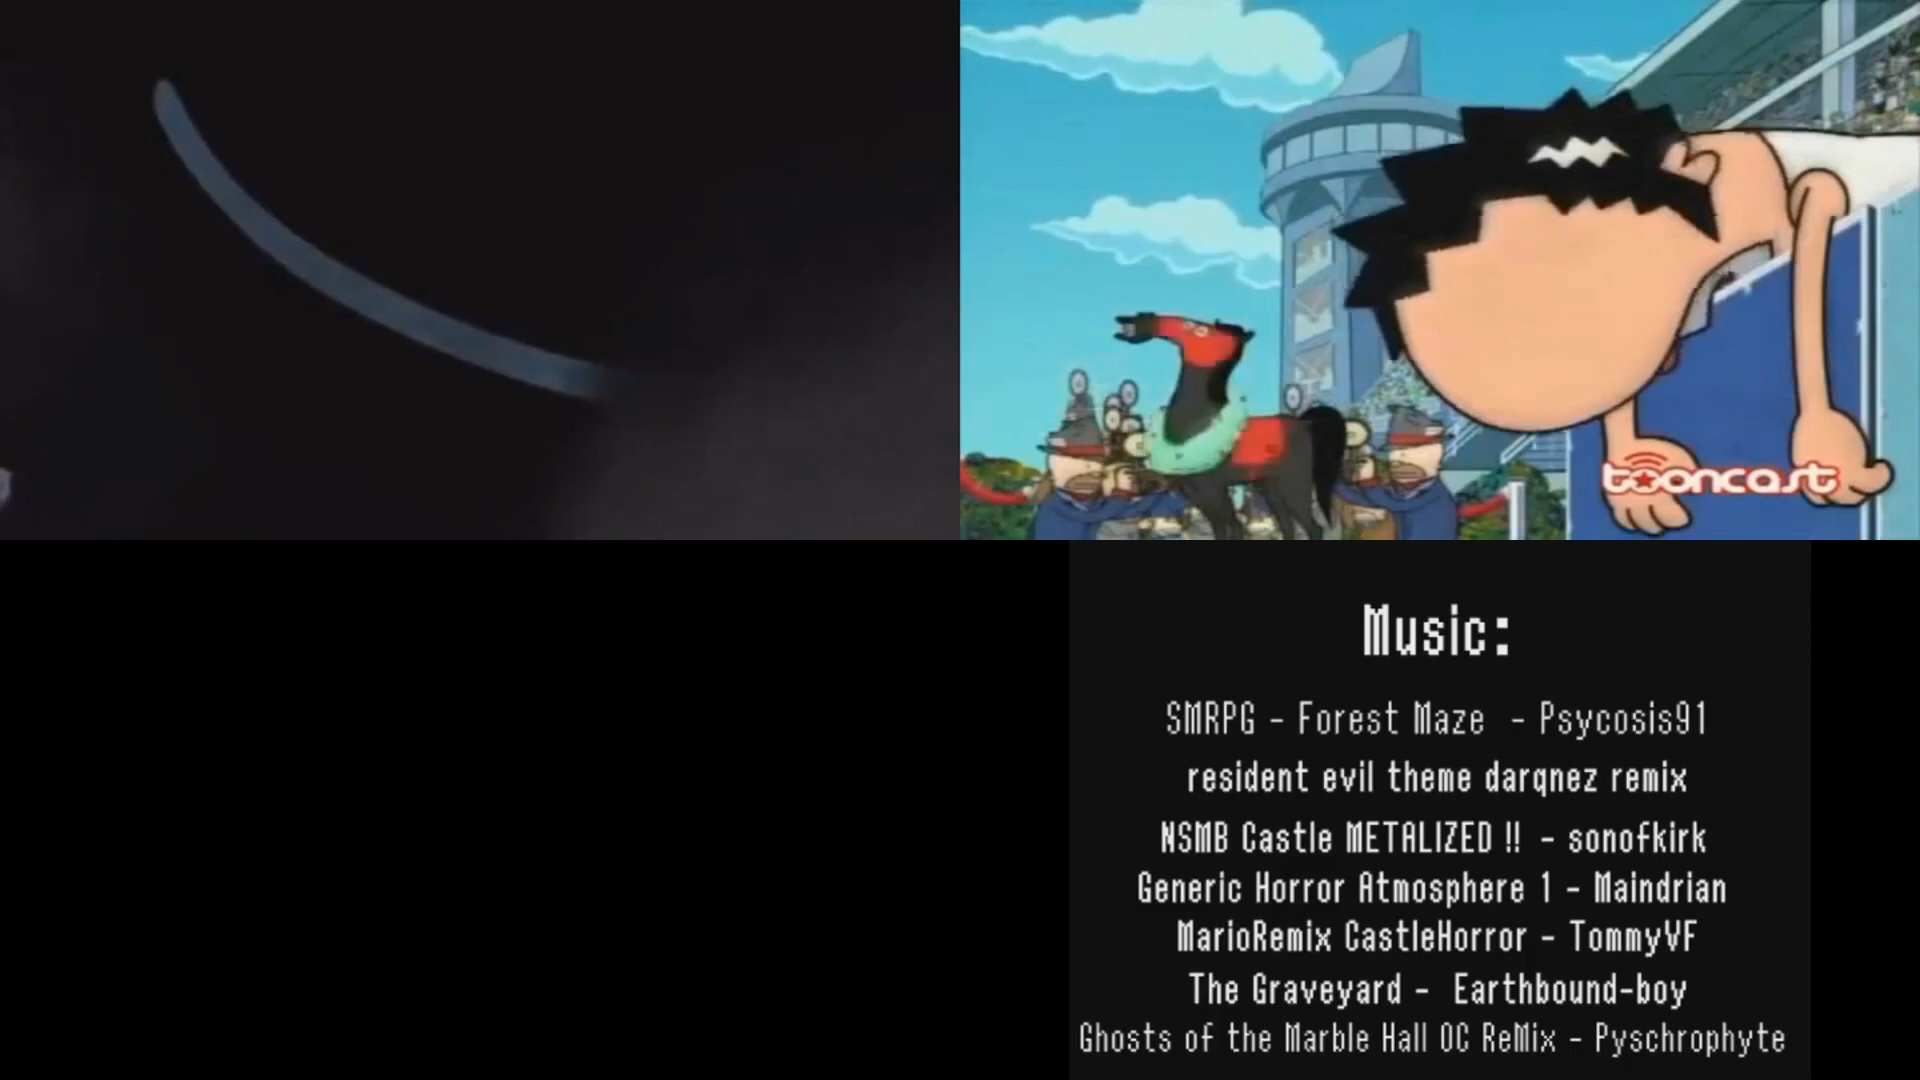 tooncast
Music:
SMRPG - Forest Maze - Psycosis91
resident evil theme darqnez remix
NSMB Castle METALIZED !! - sonofkirk
Generic Horror Atmosphere 1 - Maindrian
MarioRemix CastleHorror - TommyVF
The Graveyard - Earthbound-boy
Ghosts of the Marble Hall OC ReMix - Pyschrophyte